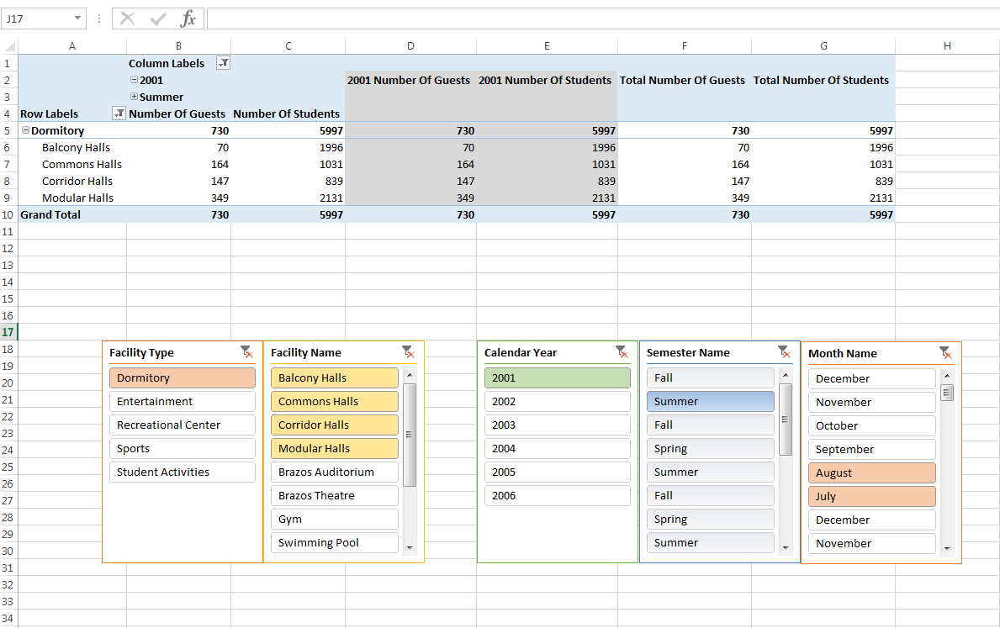 J17 fx
A B C D E F G H
1 Column Labels
2 2001 2001 Number Of Guests 2001 Number Of Students Total Number Of Guests Total Number Of Students
3 Summer
4 Row Labels Number Of Guests Number Of Students
5 Dormitory 730 5997 730 5997 730 5997
6 Balcony Halls 70 1996 70 1996 70 1996
7 Commons Halls 164 1031 164 1031 164 1031
8 Corridor Halls 147 839 147 839 147 839
9 Modular Halls 349 2131 349 2131 349 2131
10 Grand Total 730 5997 730 5997 730 5997
11
12
13
14
15
16
17
18
19
20
21
22
23
24
25
26
27
28
29
30
31
32
33
34
Facility Type
Dormitory
Entertainment
Recreational Center
Sports
Student Activities
Facility Name
Balcony Halls
Commons Halls
Corridor Halls
Modular Halls
Brazos Auditorium
Brazos Theatre
Gym
Swimming Pool
Calendar Year
2001
2002
2003
2004
2005
2006
Semester Name
Fall
Summer
Fall
Spring
Summer
Fall
Spring
Summer
Month Name
December
November
October
September
August
July
December
November